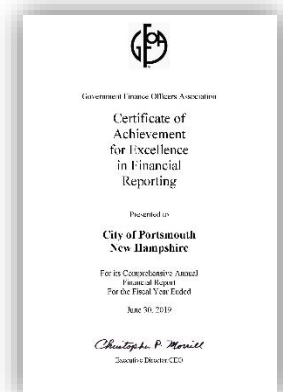 GFOA
Government Finance Officers Association
Certificate of
Achievement
for Excellence
in Financial
Reporting
Presented to
City of Portsmouth
New Hampshire
For its Comprehensive Annual
Financial Report
For the Fiscal Year Ended
June 30, 2019
Christopher P. Morrill
Executive Director/CEO